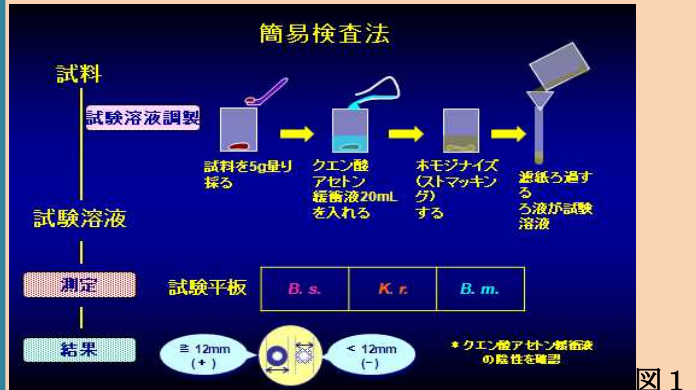 簡易検査法
試料
試験溶液調製
試料を5g量り
採る
クエン酸
アセトン
緩衝液20mL
を入れる
ホモジナイズ
(ストマッキン
グ)
する
濾紙ろ過す
る
ろ液が試験
溶液
試験溶液
測定
試験平板
B. s.
K. r.
B. m.
結果
≧ 12mm
(+)
< 12mm
(-)
* クエン酸アセトン緩衝液
の陰性を確認
図1